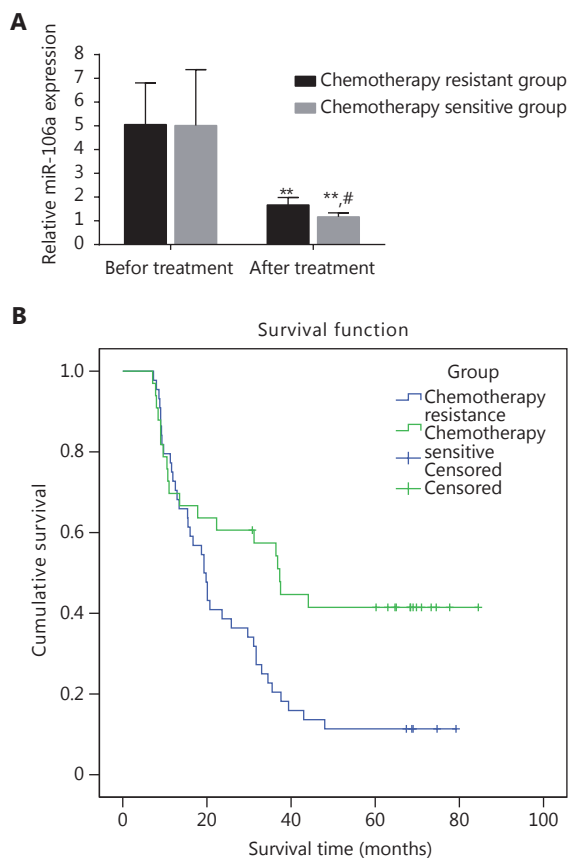 A
Relative miR-106a expression
8
7
6
5
4
3
2
1
0
Chemotherapy resistant group
Chemotherapy sensitive group
**
**,#
Befor treatment
After treatment
B
Survival function
Cumulative survival
1.0
0.8
0.6
0.4
0.2
0
Group
Chemotherapy
resistance
Chemotherapy
sensitive
Censored
Censored
0
20
40
60
80
100
Survival time (months)